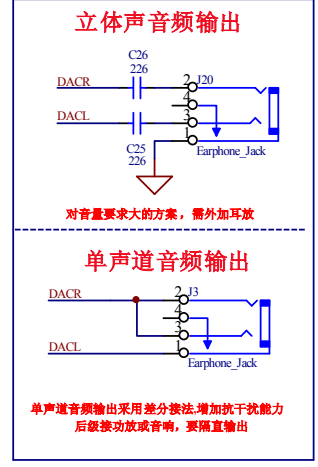 立体声音频输出
C26
226
DACR
2
J20
4
DACL
3
1
C25
226
Earphone_Jack
对音量要求大的方案，需外加耳放
单声道音频输出
DACR
2
J3
4
3
DACL
1
Earphone_Jack
单声道音频输出采用差分接法,增加抗干扰能力
后级接功放或音响，要隔直输出